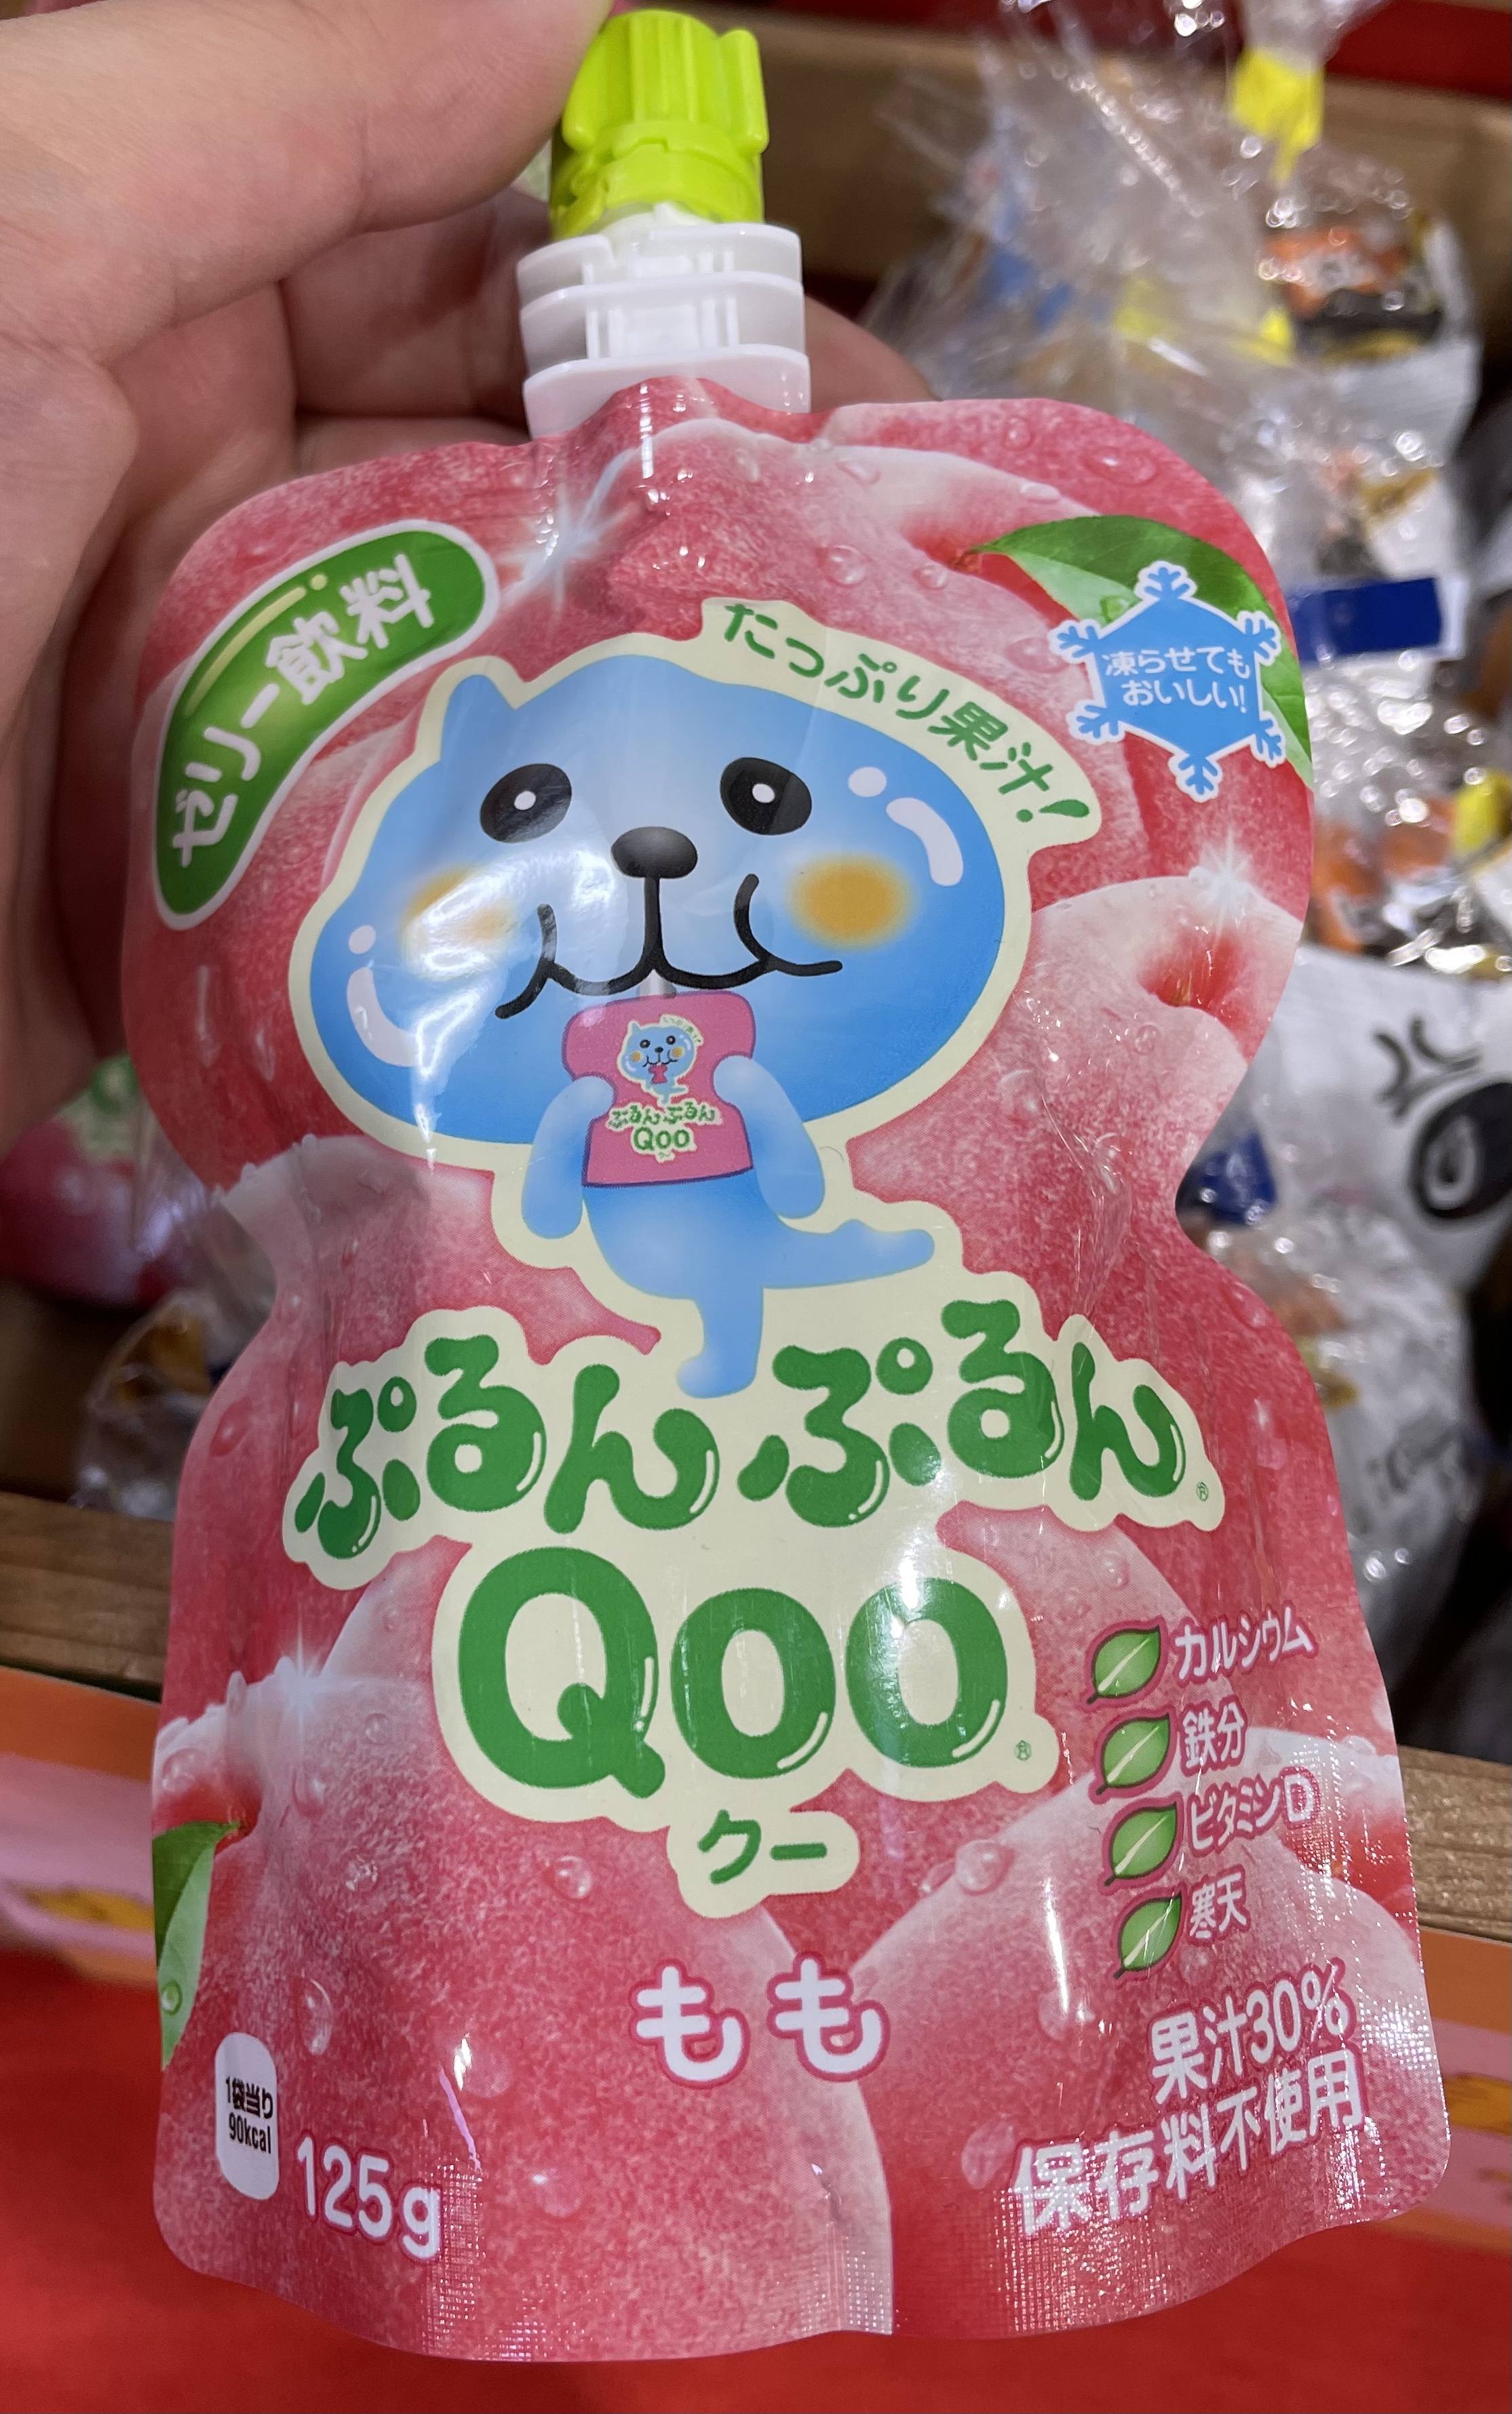 ゼリー飲料
たっぷり果汁!
凍らせても
おいしい!
ぷるんぷるん
Qoo
ぷるんぷるん®
Qoo®
クー
カルシウム
鉄分
ビタミンD
寒天
もも
果汁30%
保存料不使用
1袋当り
90kcal
125g